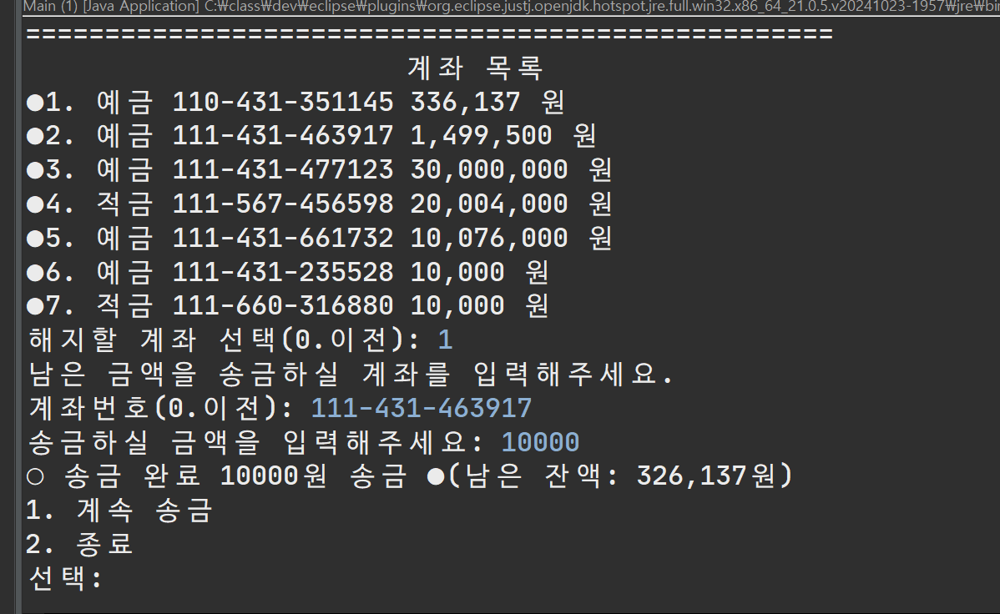 Main (1) [Java Application] C:\class\dev\eclipse\plugins\org.eclipse.justj.openjdk.hotspot.jre.full.win32.x86_64_21.0.5.v20241023-1957\jre\bin
===================================================
계좌 목록
●1. 예금 110-431-351145 336,137 원
●2. 예금 111-431-463917 1,499,500 원
●3. 예금 111-431-477123 30,000,000 원
●4. 적금 111-567-456598 20,004,000 원
●5. 예금 111-431-661732 10,076,000 원
●6. 예금 111-431-235528 10,000 원
●7. 적금 111-660-316880 10,000 원
해지할 계좌 선택(0.이전): 1
남은 금액을 송금하실 계좌를 입력해주세요.
계좌번호(0.이전): 111-431-463917
송금하실 금액을 입력해주세요: 10000
○ 송금 완료 10000원 송금 ●(남은 잔액: 326,137원)
1. 계속 송금
2. 종료
선택: